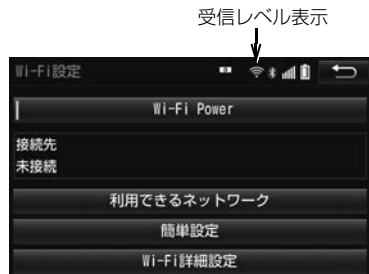 受信レベル表示
Wi-Fi設定
Wi-Fi Power
接続先
未接続
利用できるネットワーク
簡単設定
Wi-Fi詳細設定